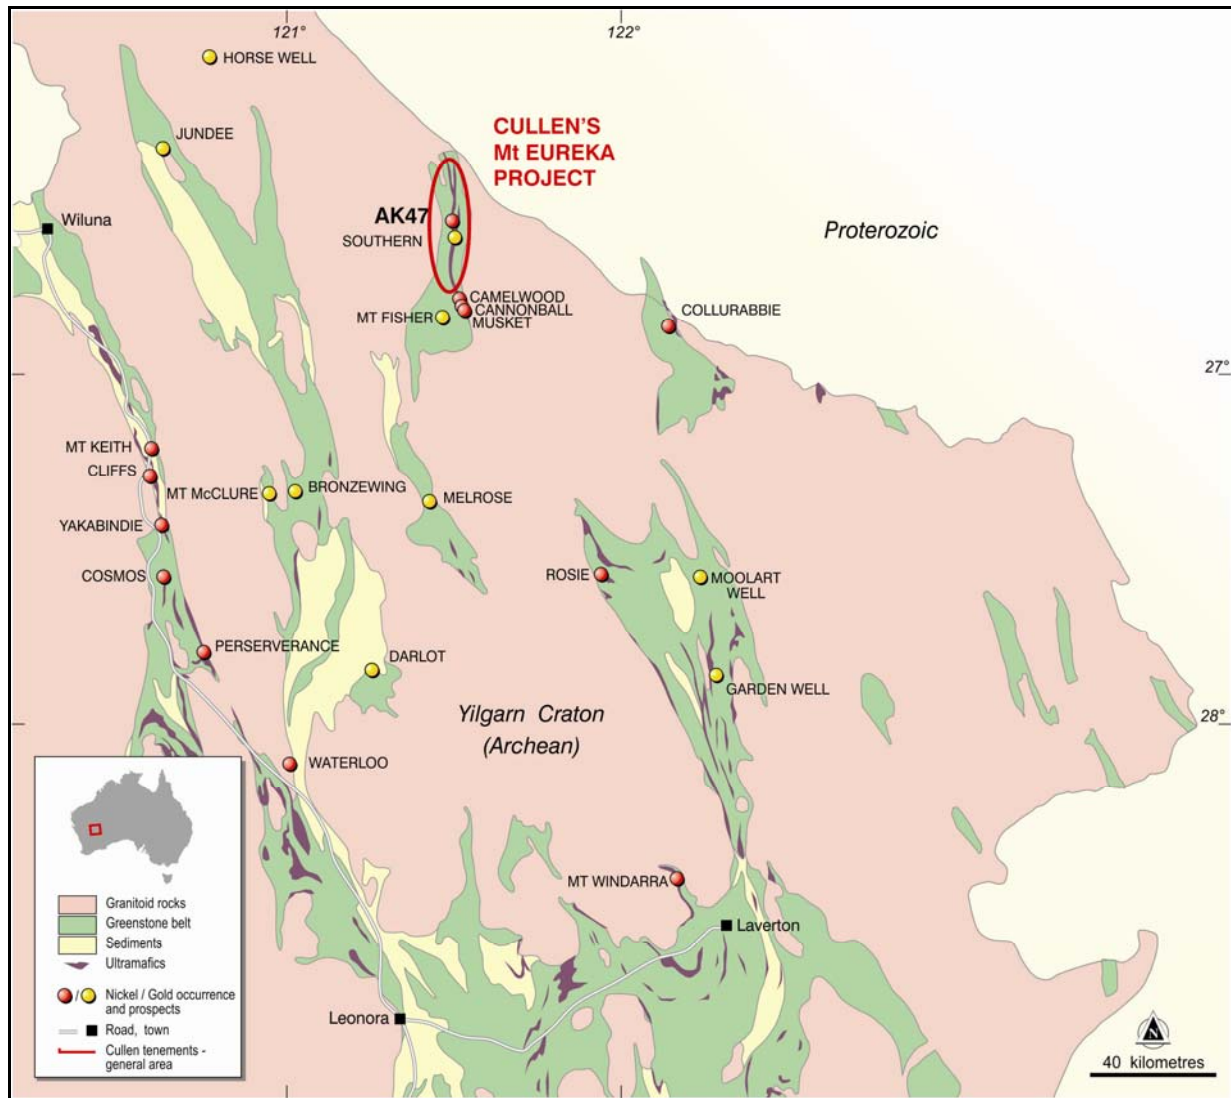 121°
122°
HORSE WELL
CULLEN'S
Mt EUREKA
PROJECT
JUNDEE
AK47
Wiluna
SOUTHERN
Proterozoic
CAMELWOOD
CANNONBALL
MUSKET
MT FISHER
COLLURABBIE
27°
MT KEITH
CLIFFS
MT McCLURE
BRONZEWING
MELROSE
YAKABINDIE
COSMOS
ROSIE
MOOLART
WELL
PERSERVERANCE
DARLOT
GARDEN WELL
Yilgarn Craton
(Archean)
28°
WATERLOO
MT WINDARRA
Laverton
Leonora
Granitoid rocks
Greenstone belt
Sediments
Ultramafics
/ Nickel / Gold occurrence
and prospects
Road, town
Cullen tenements -
general area
N
40 kilometres